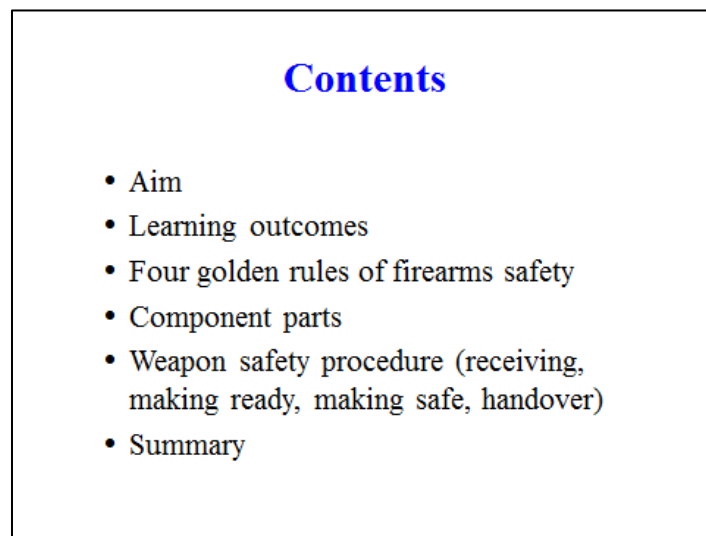 Contents
• Aim
• Learning outcomes
• Four golden rules of firearms safety
• Component parts
• Weapon safety procedure (receiving,
making ready, making safe, handover)
• Summary